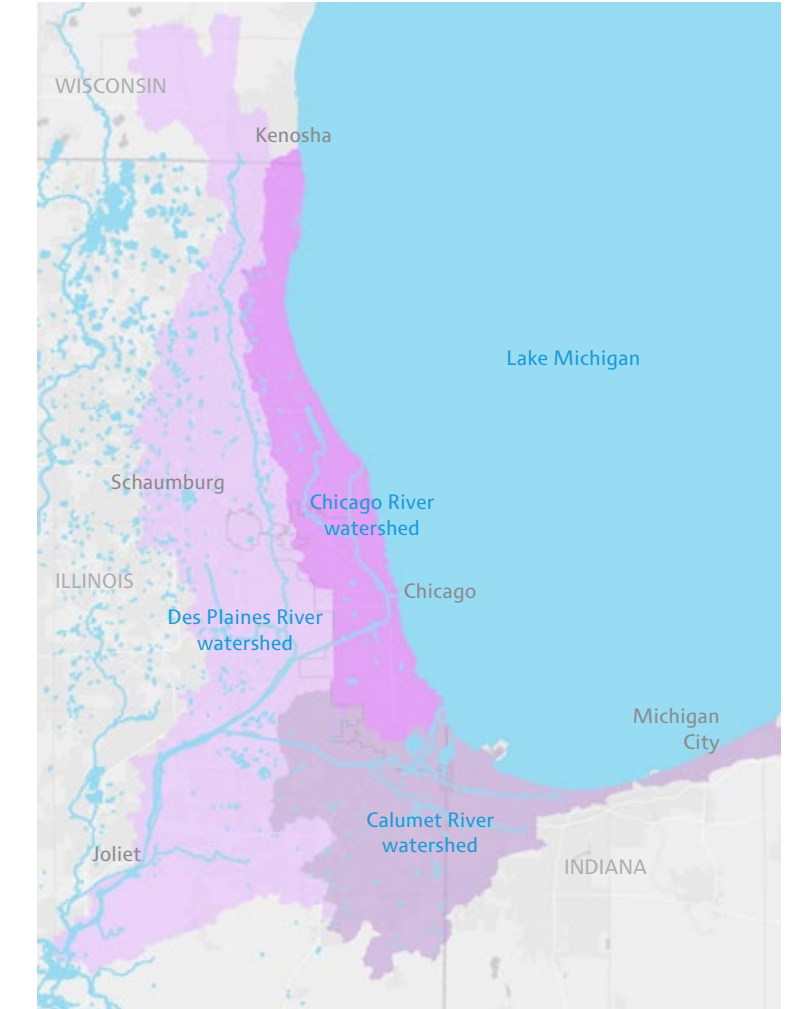 WISCONSIN
Kenosha
Lake Michigan
Schaumburg
Chicago River
watershed
ILLINOIS
Chicago
Des Plaines River
watershed
Michigan
City
Calumet River
watershed
Joliet
INDIANA